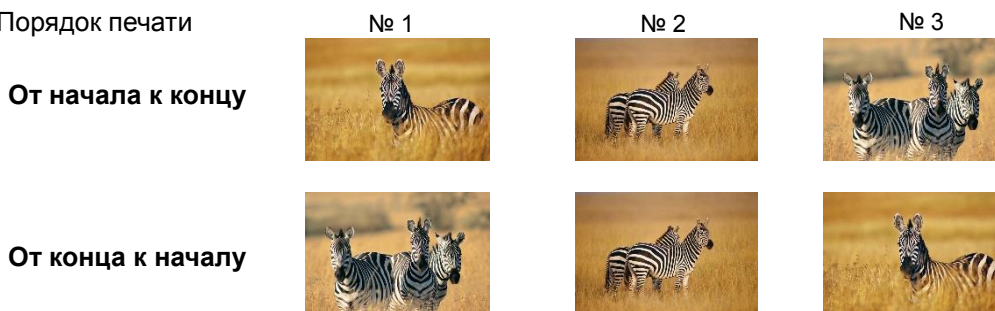 Порядок печати № 1 № 2 № 3
От начала к концу
От конца к началу